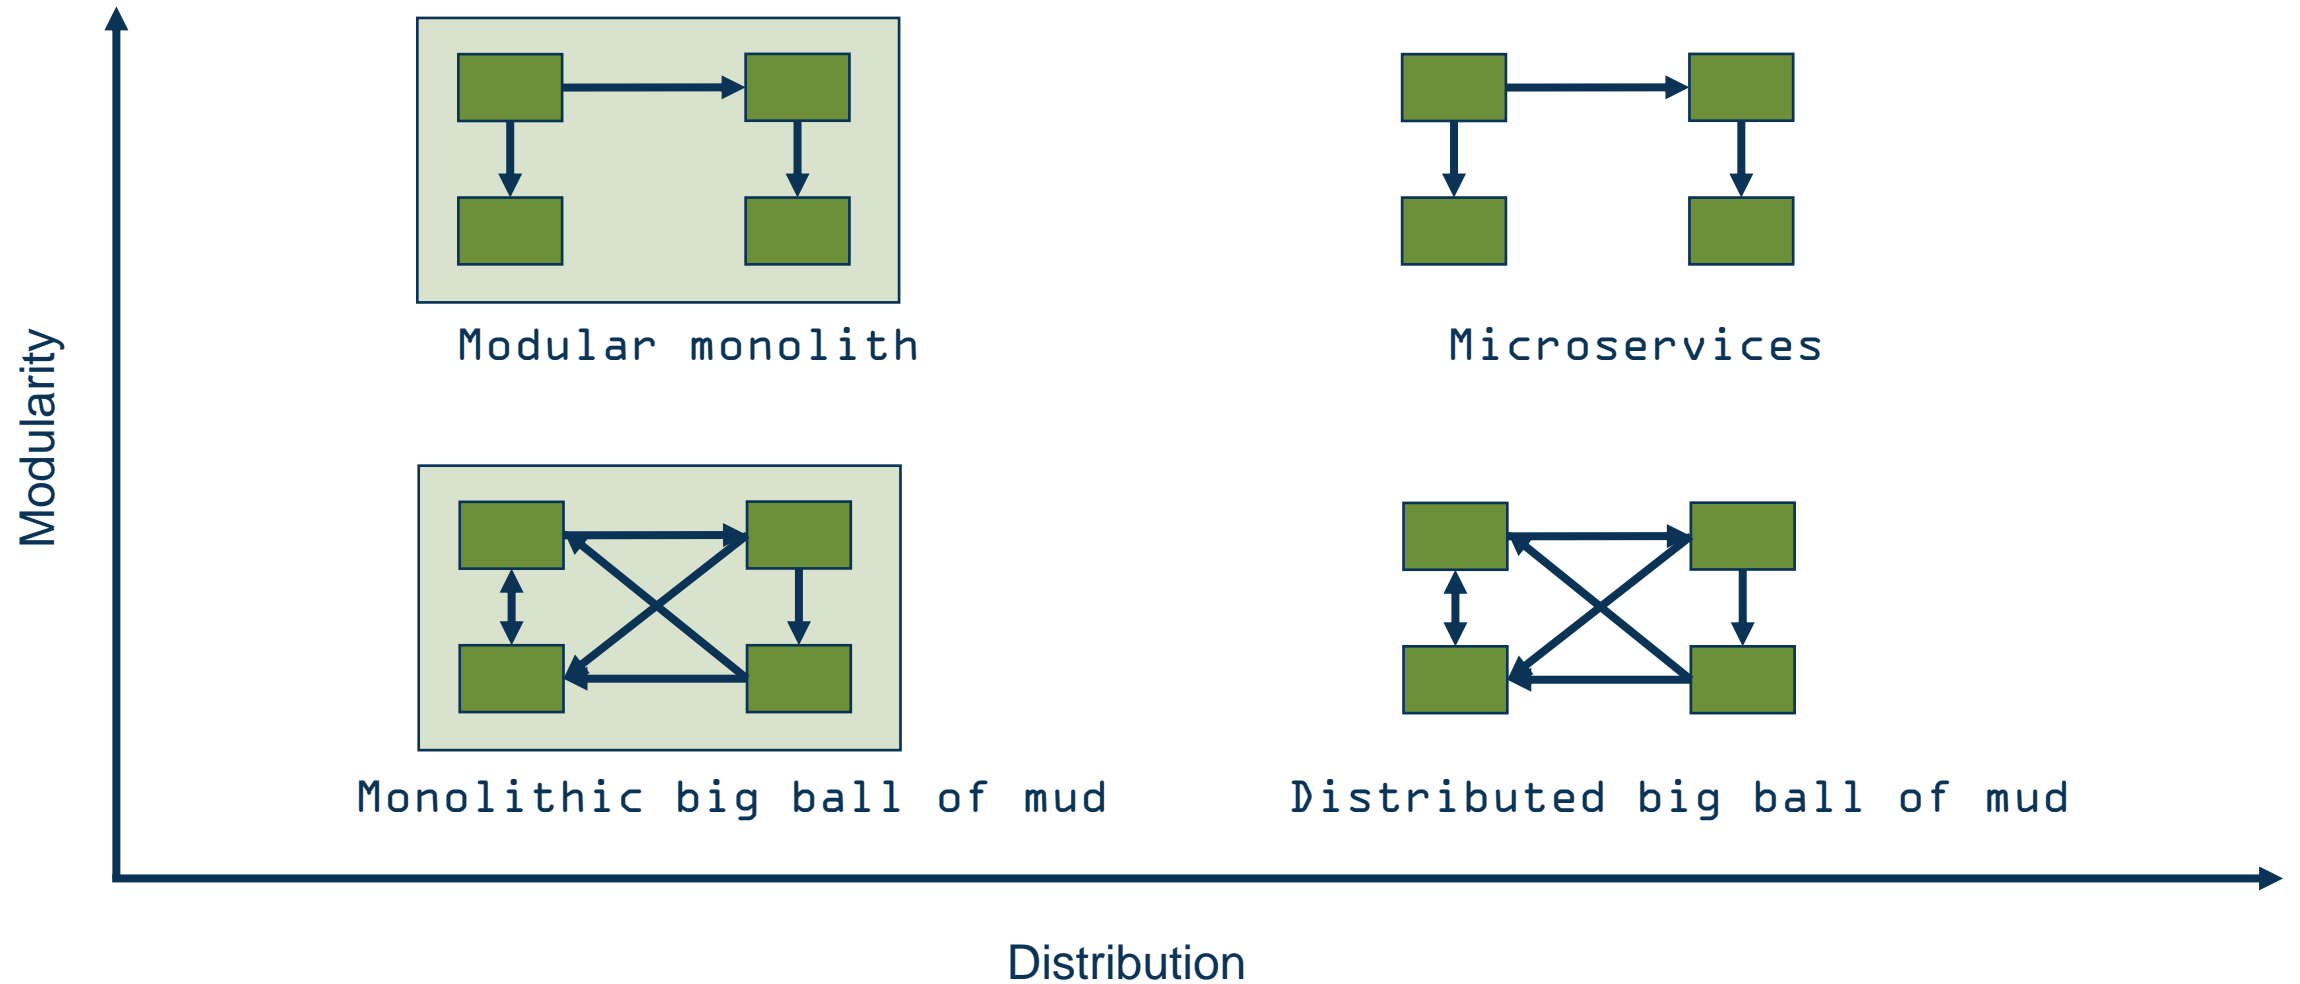 Modular monolith
Microservices
Modularity
Monolithic big ball of mud
Distributed big ball of mud
Distribution